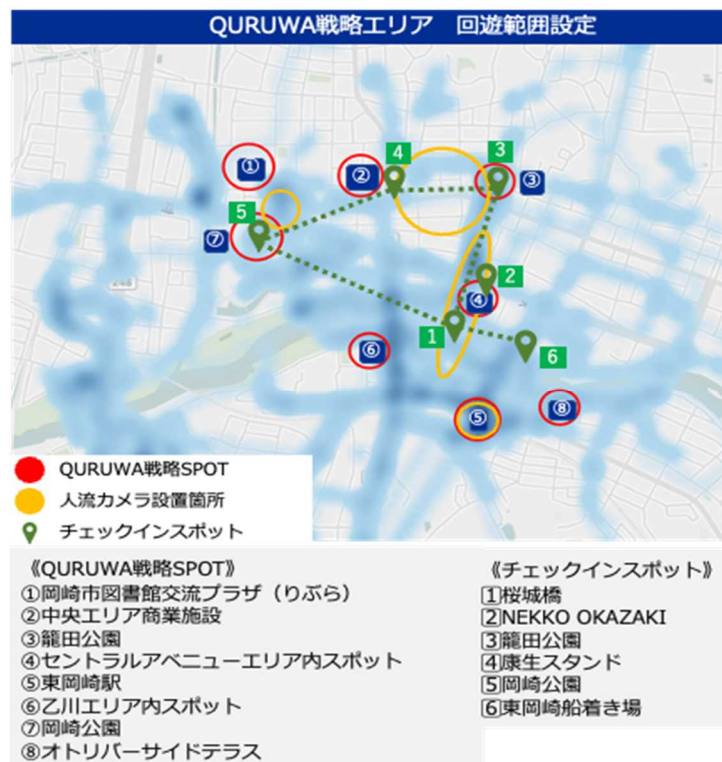 QURUWA戦略エリア　回遊範囲設定
①
②
4
3
③
5
⑦
2
④
248
1
⑥
6
⑤
⑧
QURUWA戦略SPOT
人流カメラ設置箇所
チェックインスポット
《QURUWA戦略SPOT》
①岡崎市図書館交流プラザ（りぶら）
②中央エリア商業施設
③籠田公園
④セントラルアベニューエリア内スポット
⑤東岡崎駅
⑥乙川エリア内スポット
⑦岡崎公園
⑧オトリバーサイドテラス
《チェックインスポット》
1桜城橋
2NEKKO OKAZAKI
3籠田公園
4康生スタンド
5岡崎公園
6東岡崎船着き場